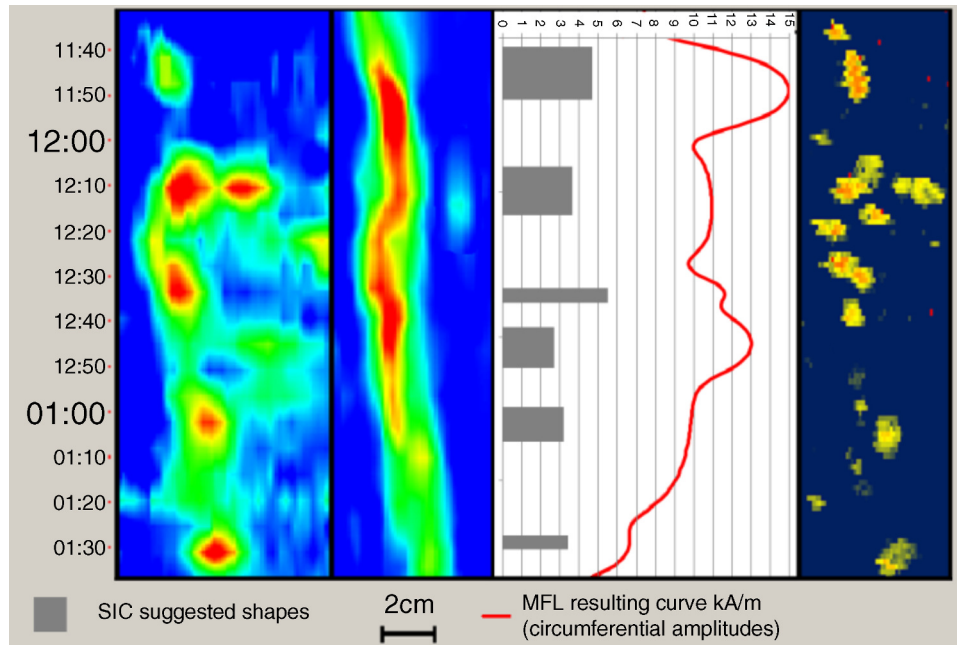 0 1 2 3 4 5 6 7 8 9 10 11 12 13 14 15
11:40
11:50
12:00
12:10
12:20
12:30
12:40
12:50
01:00
01:10
01:20
01:30
SIC suggested shapes
2cm
MFL resulting curve kA/m
(circumferential amplitudes)